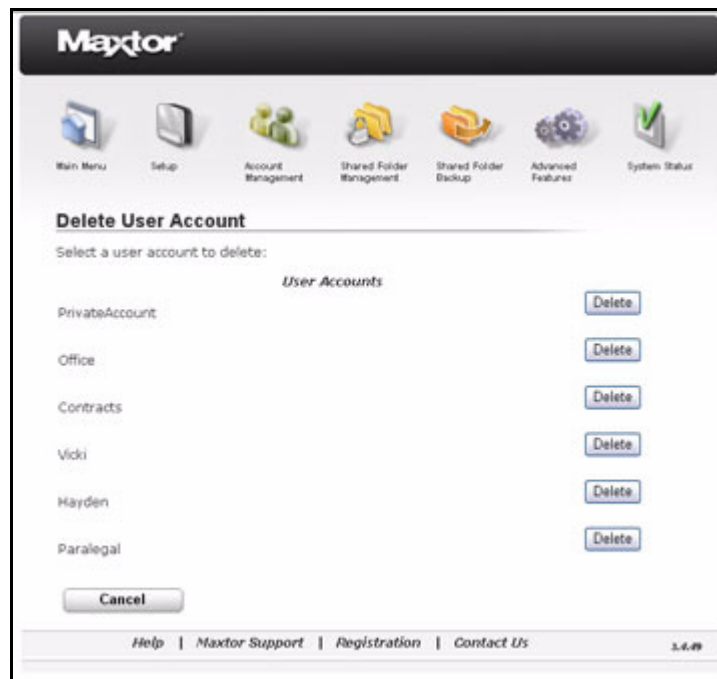 Maxtor
Main Menu
Setup
Account Management
Shared Folder Management
Shared Folder Backup
Advanced Features
System Status
Delete User Account
Select a user account to delete:
User Accounts
PrivateAccount Delete
Office Delete
Contracts Delete
Vicki Delete
Hayden Delete
Paralegal Delete
Cancel
Help | Maxtor Support | Registration | Contact Us